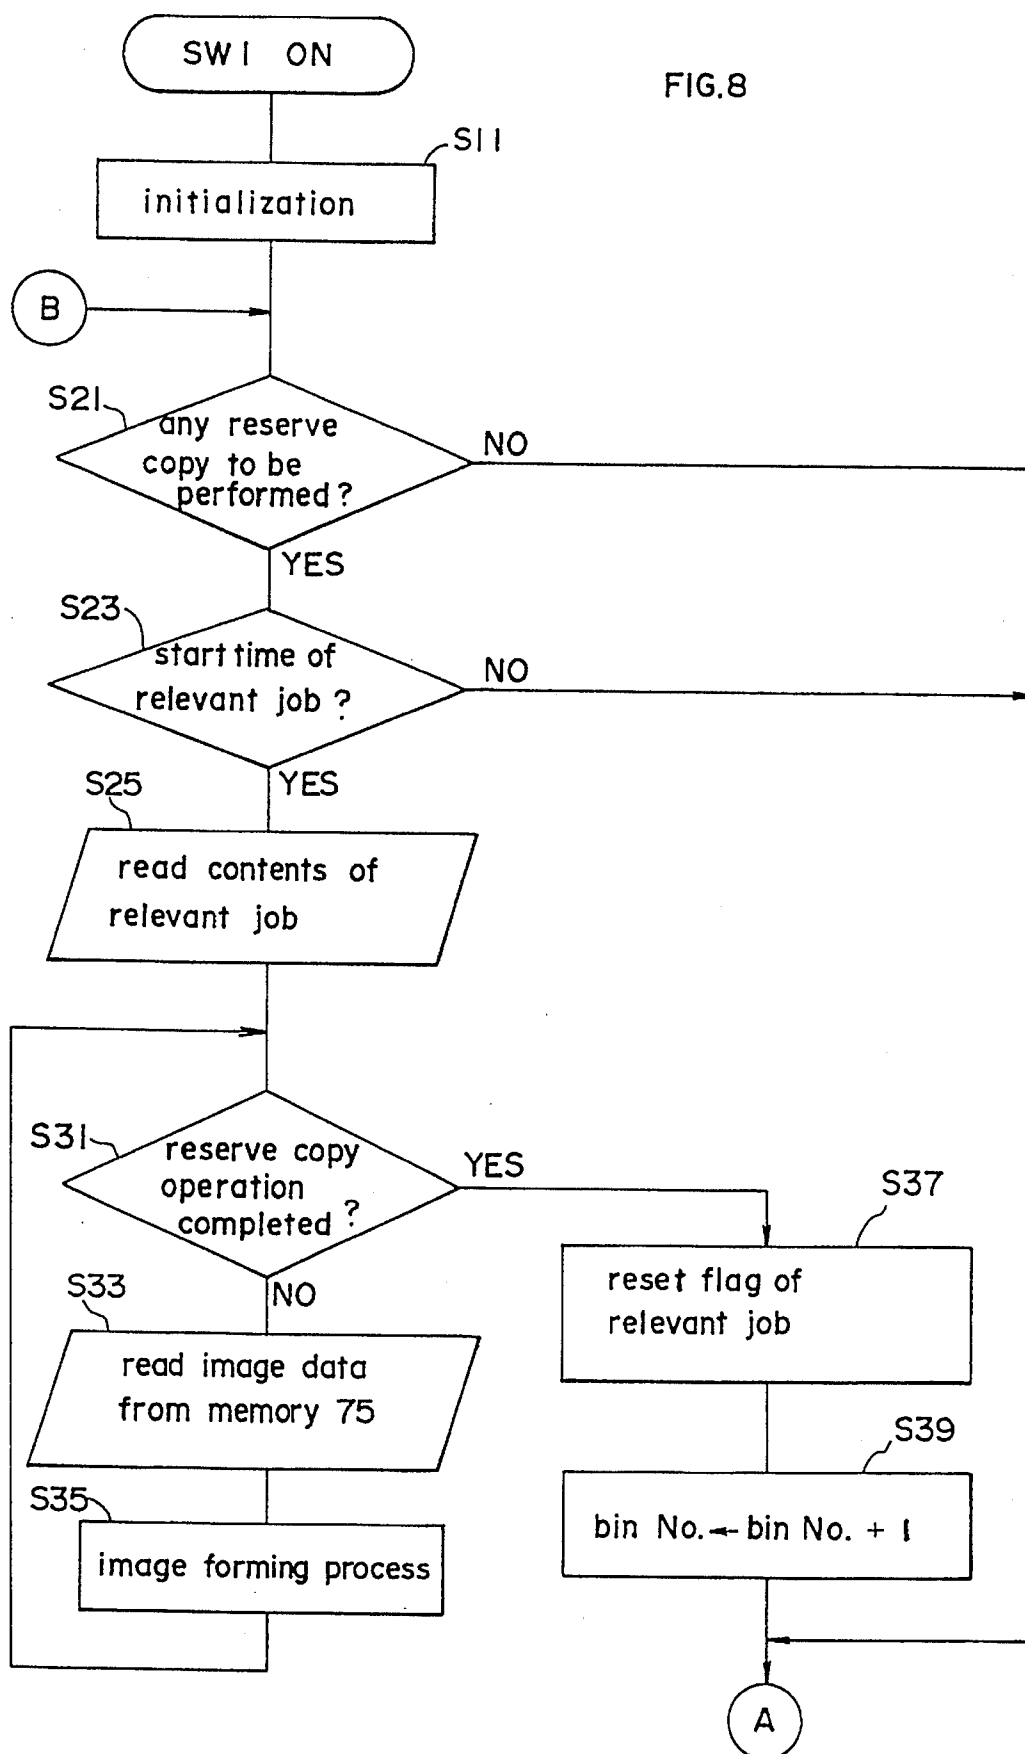 SW1 ON
FIG.8
S11
initialization
B
S21
any reserve
copy to be
performed?
NO
YES
S23
start time of
relevant job?
NO
YES
S25
read contents of
relevant job
S31
reserve copy
operation
completed?
YES
NO
S37
reset flag of
relevant job
S33
read image data
from memory 75
S39
bin No. ← bin No. + 1
S35
image forming process
A